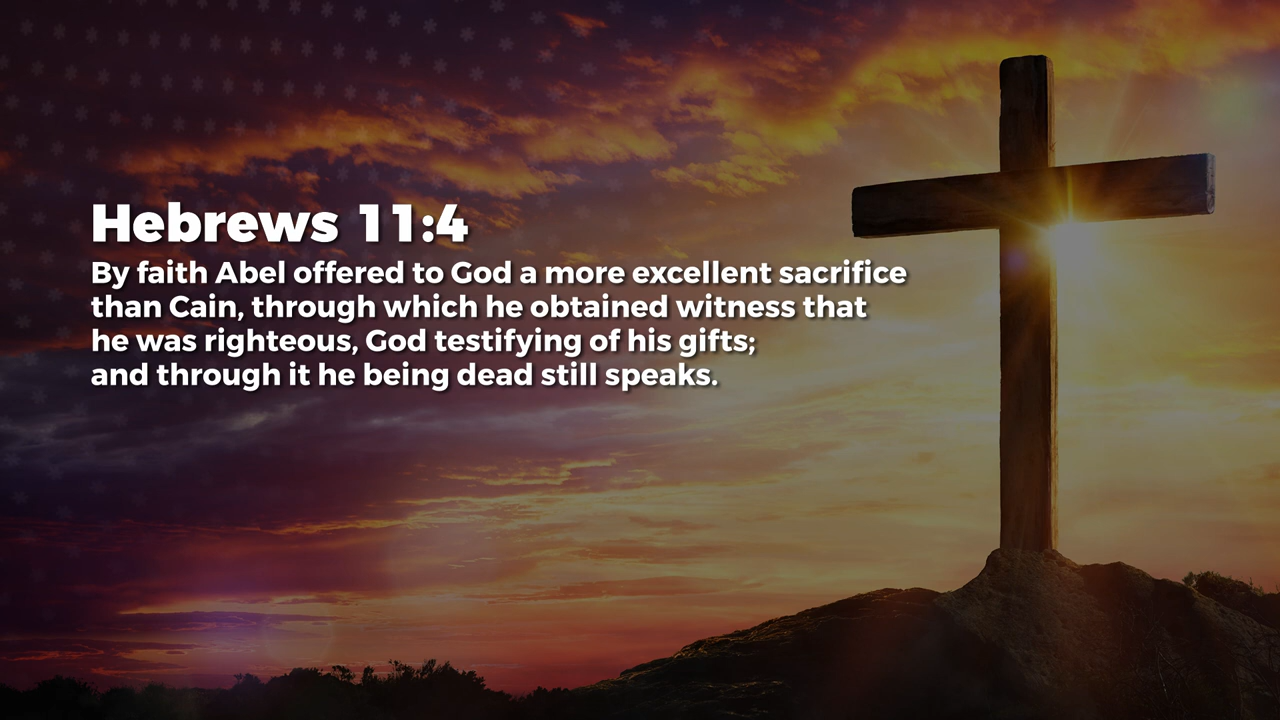 Hebrews 11:4
By faith Abel offered to God a more excellent sacrifice
than Cain, through which he obtained witness that
he was righteous, God testifying of his gifts;
and through it he being dead still speaks.